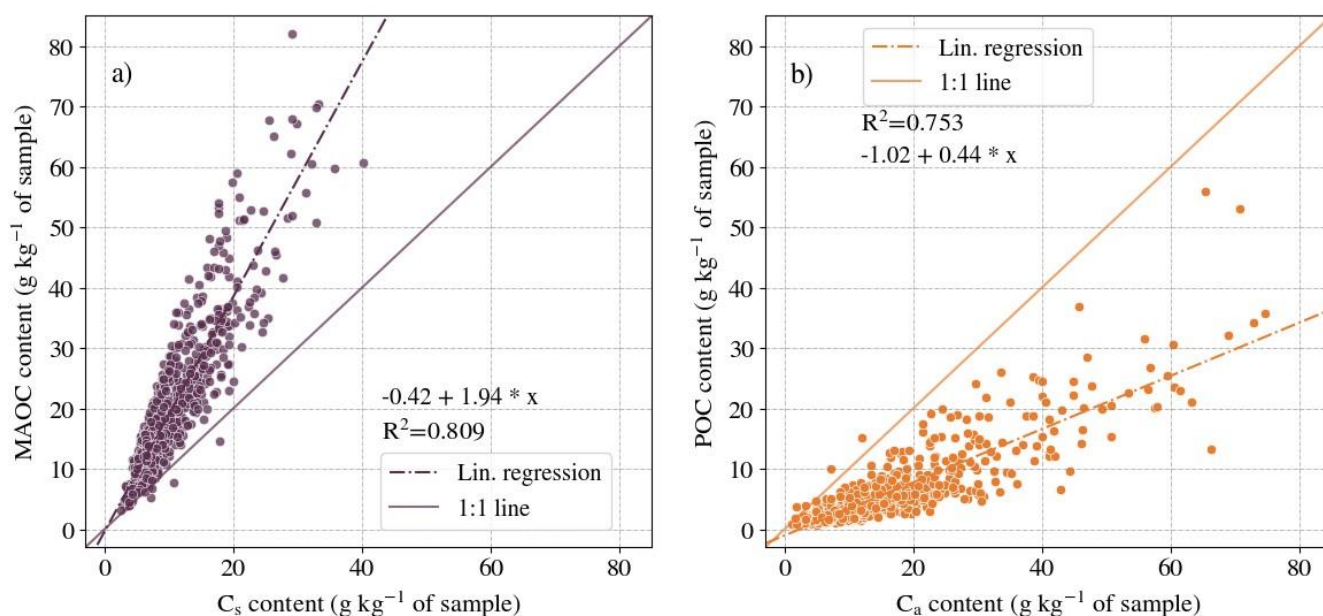 80
70
60
50
40
30
20
10
0
MAOC content (g kg⁻¹ of sample)
a)
-0.42 + 1.94 * x
R²=0.809
Lin. regression
1:1 line
0 20 40 60 80
Cₛ content (g kg⁻¹ of sample)
80
70
60
50
40
30
20
10
0
POC content (g kg⁻¹ of sample)
b)
Lin. regression
1:1 line
R²=0.753
-1.02 + 0.44 * x
0 20 40 60 80
Cₐ content (g kg⁻¹ of sample)